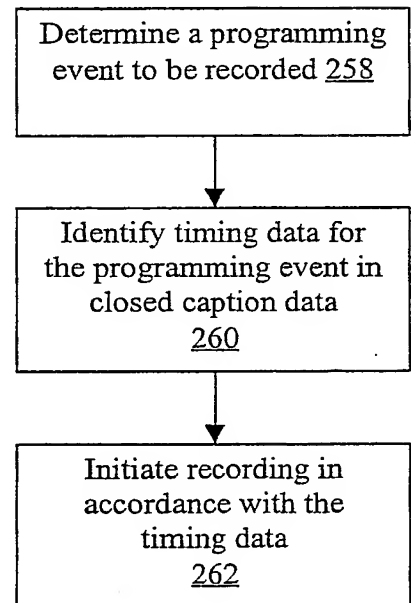 Determine a programming
event to be recorded 258
Identify timing data for
the programming event in
closed caption data
260
Initiate recording in
accordance with the
timing data
262